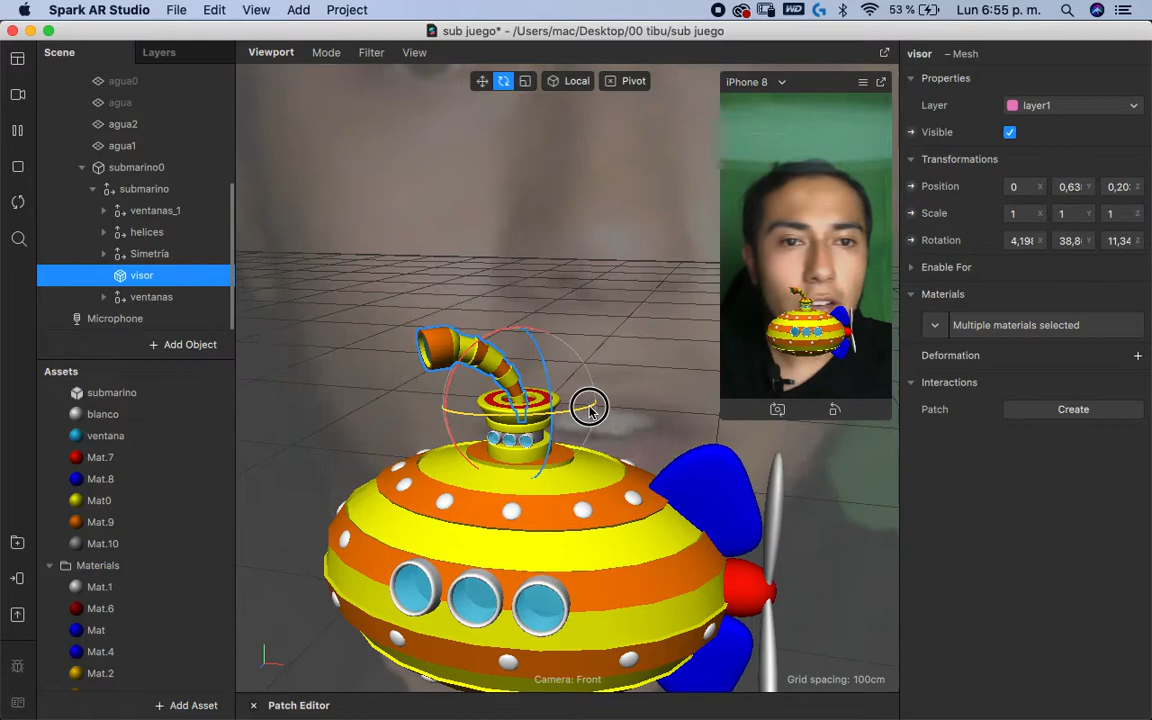 Spark AR Studio File Edit View Add Project WD 53 % Lun 6:55 p. m.
sub juego* - /Users/mac/Desktop/00 tibu/sub juego
Scene Layers
Viewport Mode Filter View
visor – Mesh
agua0
agua
agua2
agua1
submarino0
submarino
ventanas_1
helices
Simetría
visor
ventanas
Microphone
+ Add Object
Assets
submarino
blanco
ventana
Mat.7
Mat.8
Mat0
Mat.9
Mat.10
Materials
Mat.1
Mat.6
Mat
Mat.4
Mat.2
+ Add Asset
Local Pivot
iPhone 8
Camera: Front
Grid spacing: 100cm
× Patch Editor
Properties
Layer layer1
Visible
Transformations
Position 0 X 0,63 Y 0,20 Z
Scale 1 X 1 Y 1 Z
Rotation 4,19 X 38,8 Y 11,34 Z
Enable For
Materials
Multiple materials selected
Deformation +
Interactions
Patch Create